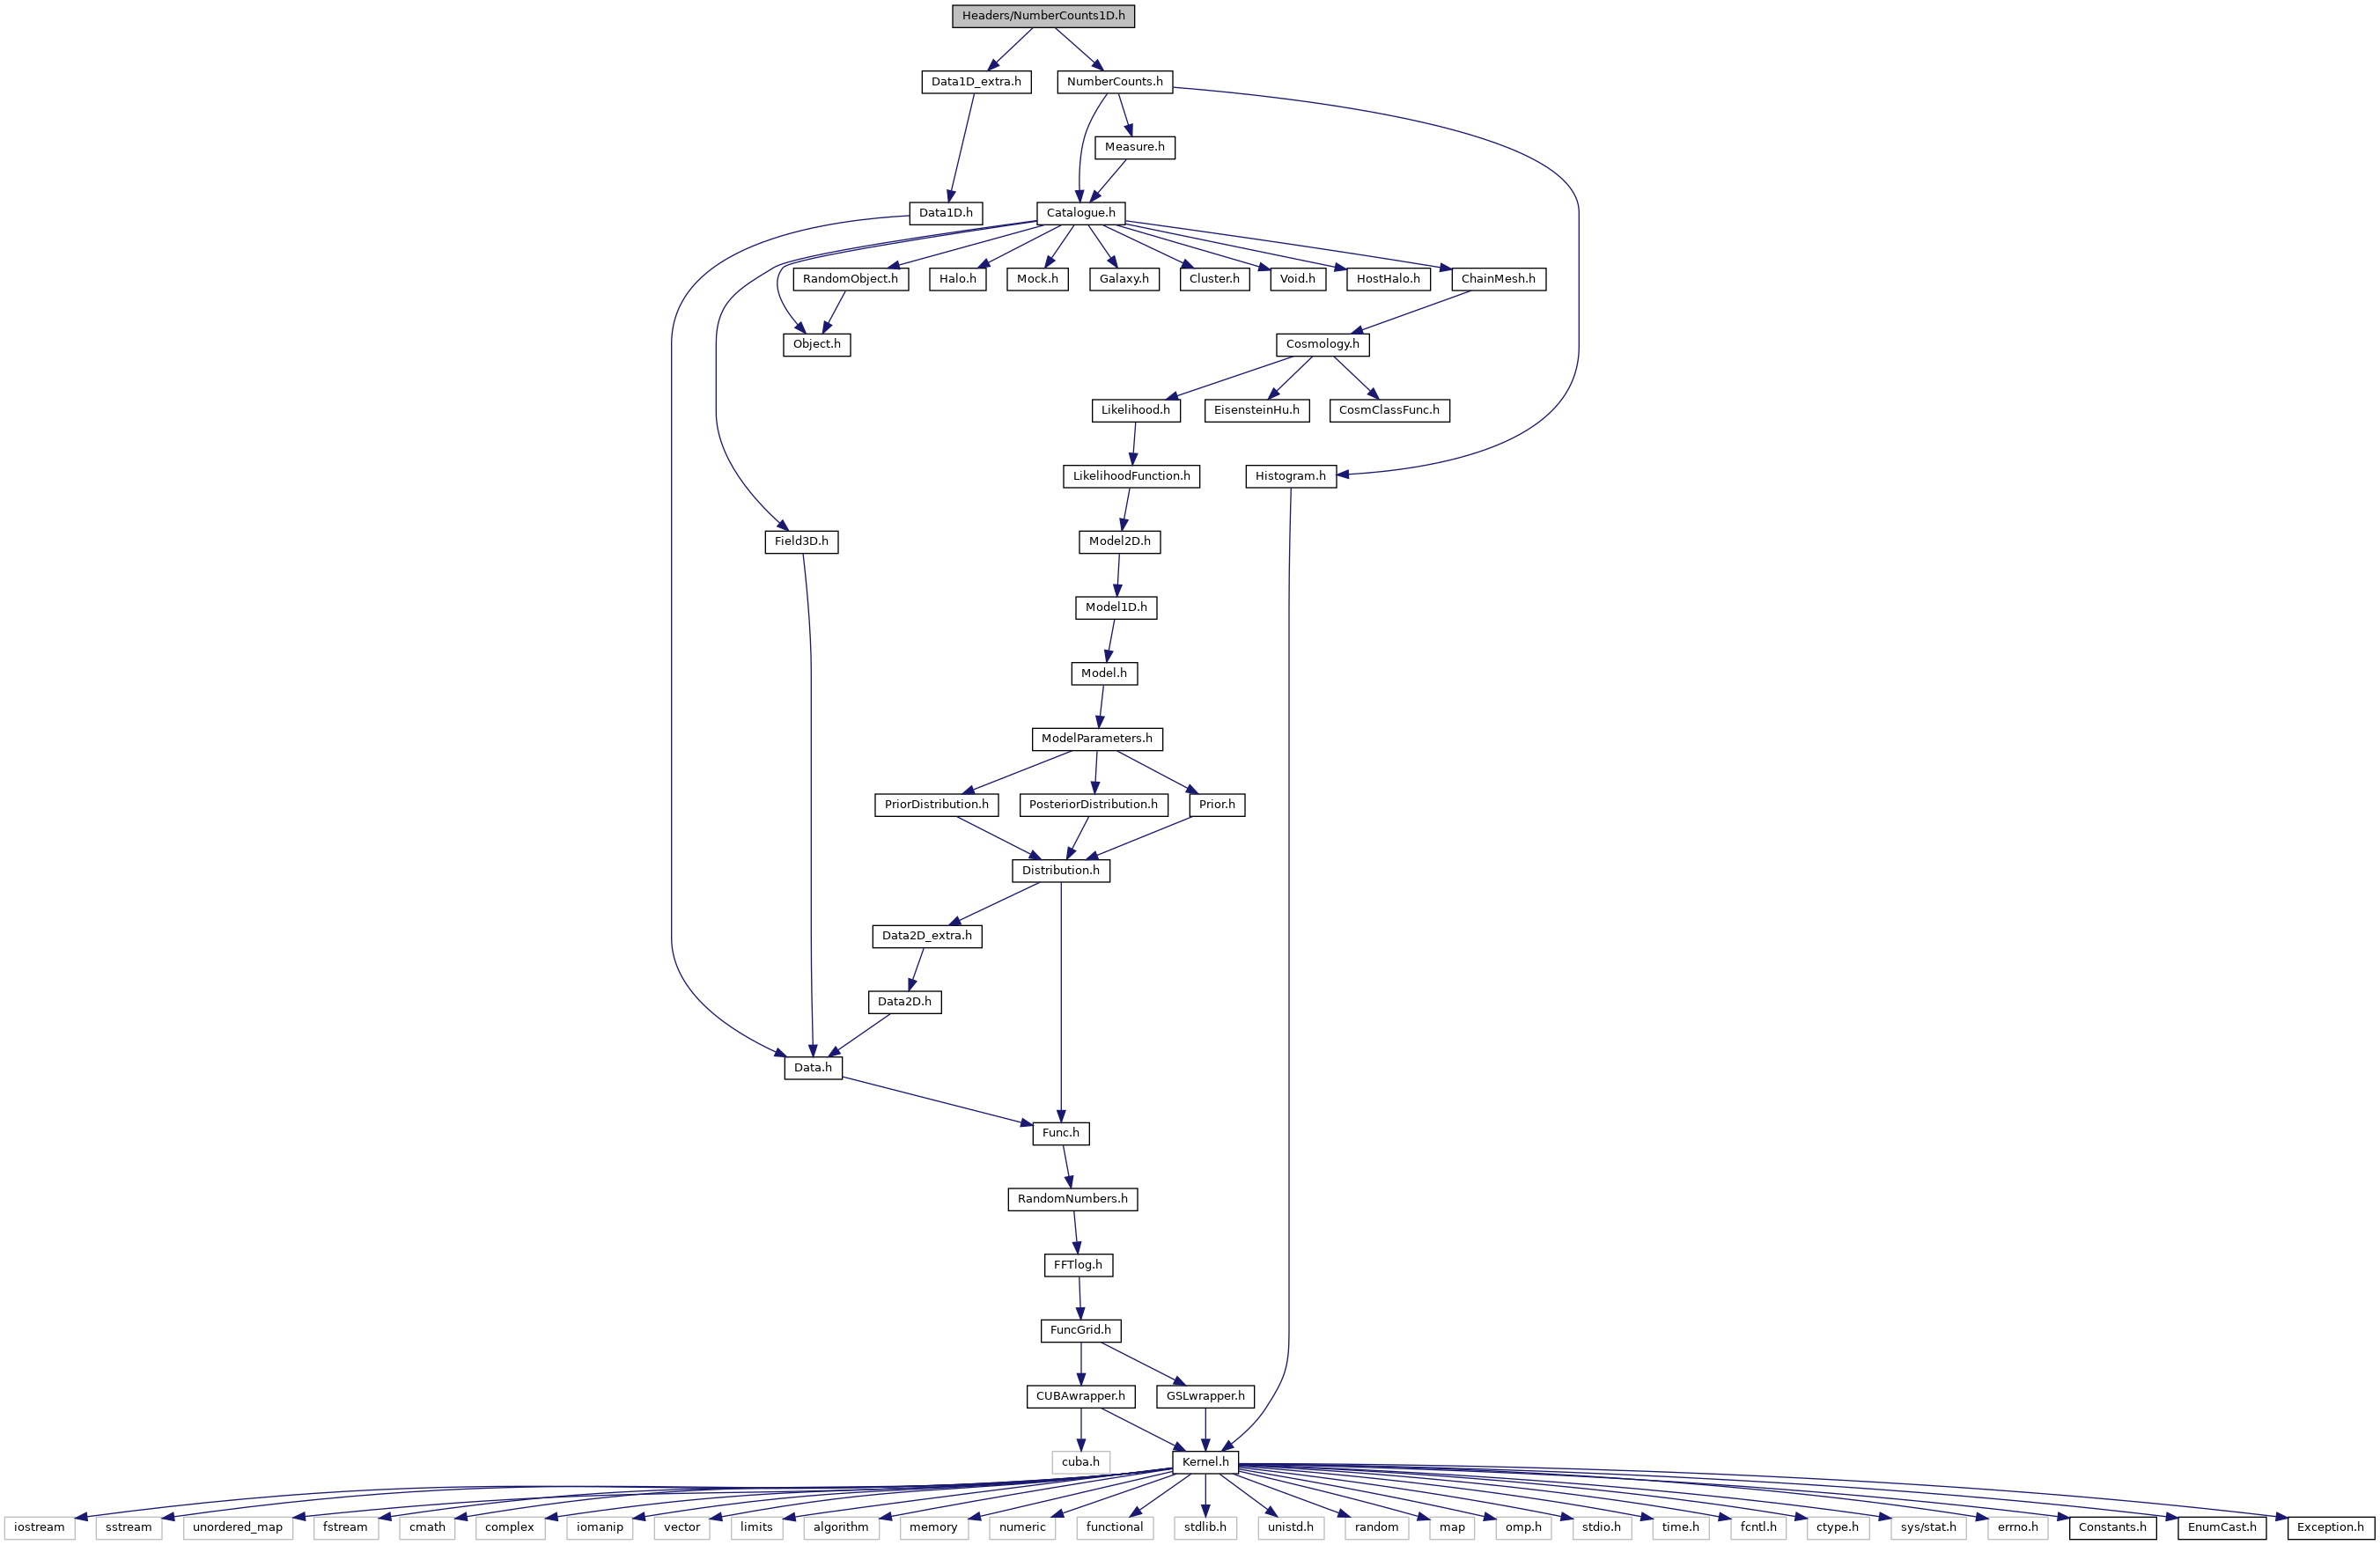 Headers/NumberCounts1D.h
Data1D_extra.h
NumberCounts.h
Measure.h
Data1D.h
Catalogue.h
RandomObject.h
Halo.h
Mock.h
Galaxy.h
Cluster.h
Void.h
HostHalo.h
ChainMesh.h
Object.h
Cosmology.h
Likelihood.h
EisensteinHu.h
CosmClassFunc.h
LikelihoodFunction.h
Histogram.h
Field3D.h
Model2D.h
Model1D.h
Model.h
ModelParameters.h
PriorDistribution.h
PosteriorDistribution.h
Prior.h
Distribution.h
Data2D_extra.h
Data2D.h
Data.h
Func.h
RandomNumbers.h
FFTlog.h
FuncGrid.h
CUBAwrapper.h
GSLwrapper.h
cuba.h
Kernel.h
iostream
sstream
unordered_map
fstream
cmath
complex
iomanip
vector
limits
algorithm
memory
numeric
functional
stdlib.h
unistd.h
random
map
omp.h
stdio.h
time.h
fcntl.h
ctype.h
sys/stat.h
errno.h
Constants.h
EnumCast.h
Exception.h